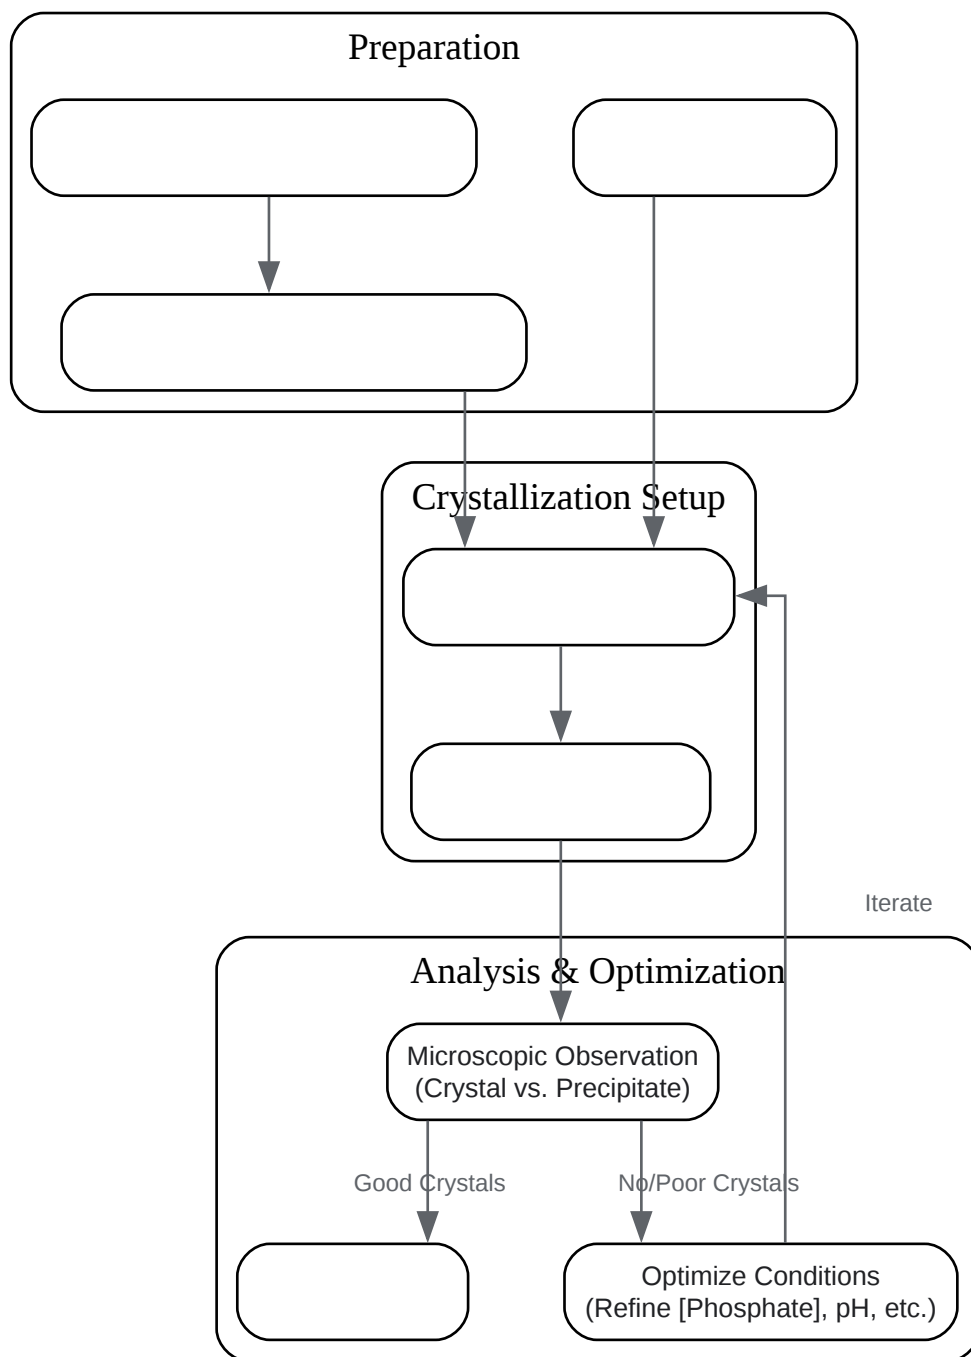 Preparation
Crystallization Setup
Iterate
Analysis & Optimization
Microscopic Observation
(Crystal vs. Precipitate)
Good Crystals
No/Poor Crystals
Optimize Conditions
(Refine [Phosphate], pH, etc.)